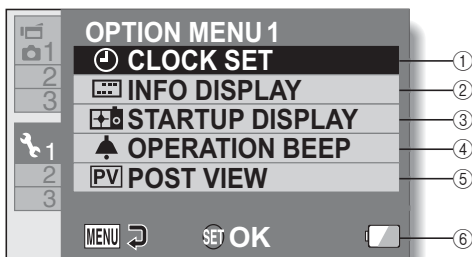 OPTION MENU 1
CLOCK SET ①
INFO DISPLAY ②
STARTUP DISPLAY ③
OPERATION BEEP ④
PV POST VIEW ⑤
1
2
3
1
2
3
MENU SET OK ⑥